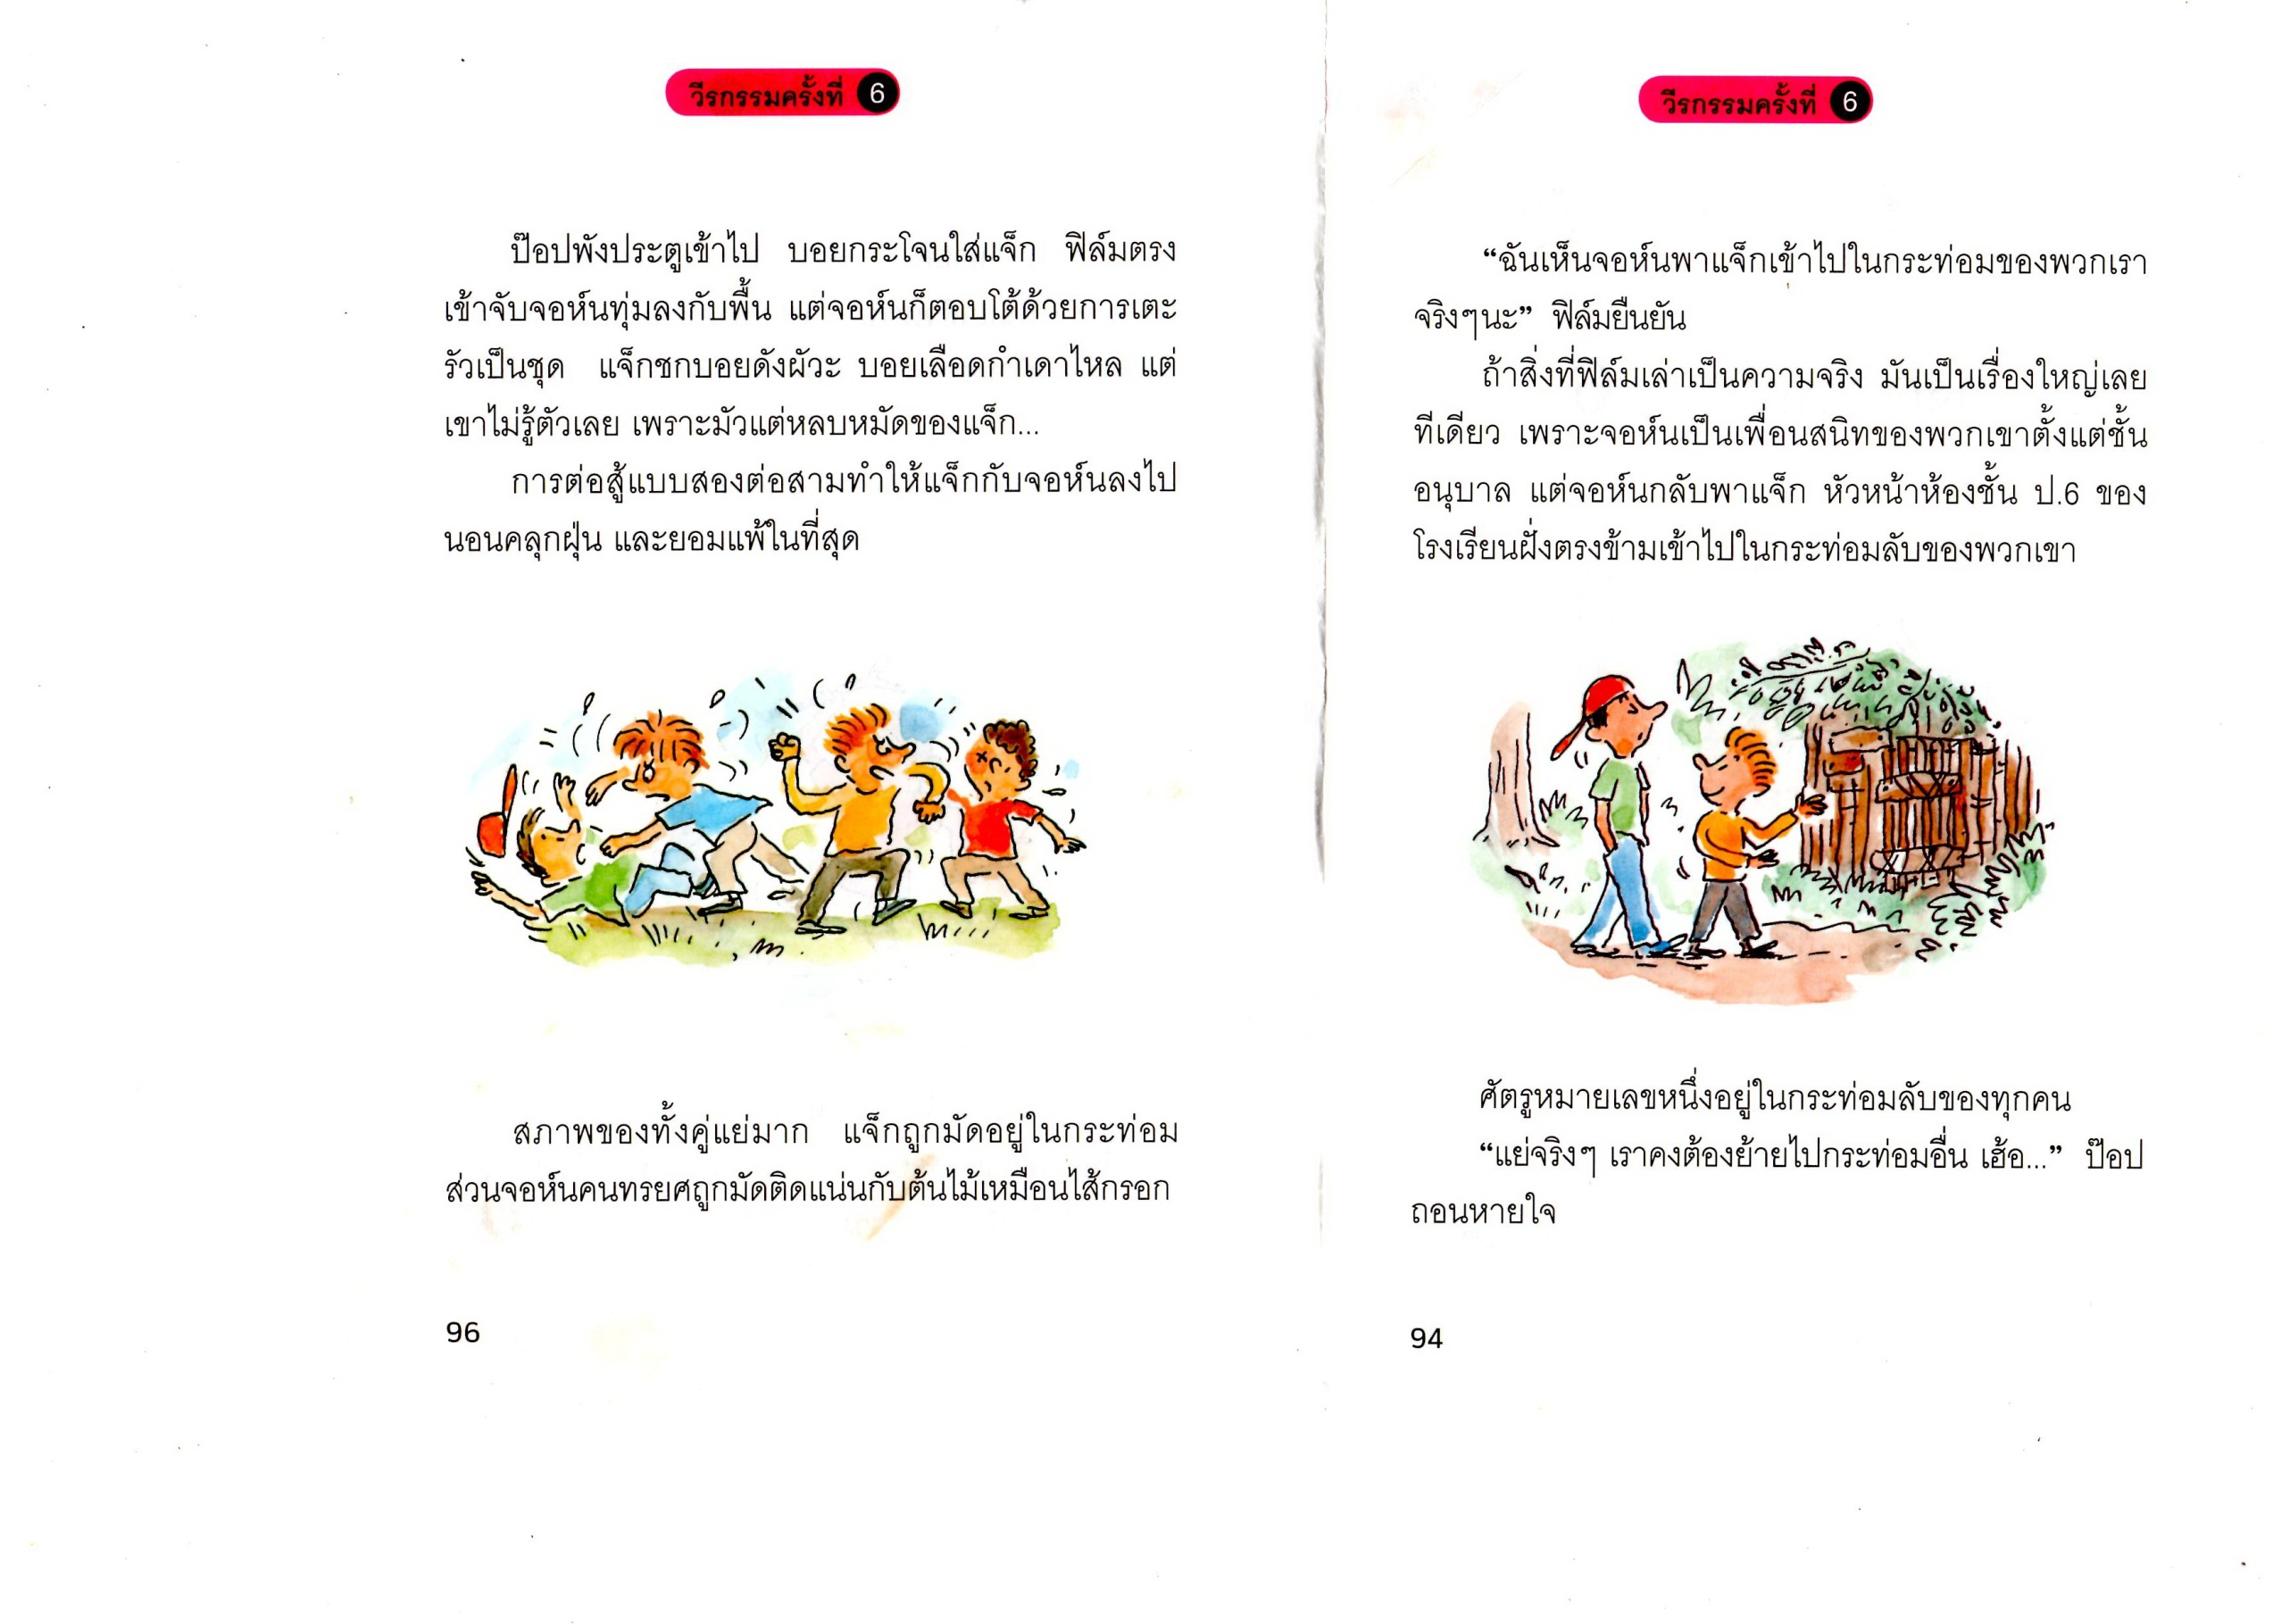 วีรกรรมครั้งที่ 6
ป๊อปพังประตูเข้าไป บอยกระโจนใส่แจ็ก ฟิล์มตรง
เข้าจับจอห์นทุ่มลงกับพื้น แต่จอห์นก็ตอบโต้ด้วยการเตะ
รัวเป็นชุด แจ็กชกบอยดังผัวะ บอยเลือดกำเดาไหล แต่
เขาไม่รู้ตัวเลย เพราะมัวแต่หลบหมัดของแจ็ก...
การต่อสู้แบบสองต่อสามทำให้แจ็กกับจอห์นลงไป
นอนคลุกฝุ่น และยอมแพ้ในที่สุด
สภาพของทั้งคู่แย่มาก แจ็กถูกมัดอยู่ในกระท่อม
ส่วนจอห์นคนทรยศถูกมัดติดแน่นกับต้นไม้เหมือนไส้กรอก
96
วีรกรรมครั้งที่ 6
“ฉันเห็นจอห์นพาแจ็กเข้าไปในกระท่อมของพวกเรา
จริงๆนะ” ฟิล์มยืนยัน
ถ้าสิ่งที่ฟิล์มเล่าเป็นความจริง มันเป็นเรื่องใหญ่เลย
ทีเดียว เพราะจอห์นเป็นเพื่อนสนิทของพวกเขาตั้งแต่ชั้น
อนุบาล แต่จอห์นกลับพาแจ็ก หัวหน้าห้องชั้น ป.6 ของ
โรงเรียนฝั่งตรงข้ามเข้าไปในกระท่อมลับของพวกเขา
ศัตรูหมายเลขหนึ่งอยู่ในกระท่อมลับของทุกคน
“แย่จริงๆ เราคงต้องย้ายไปกระท่อมอื่น เฮ้อ...” ป๊อป
ถอนหายใจ
94